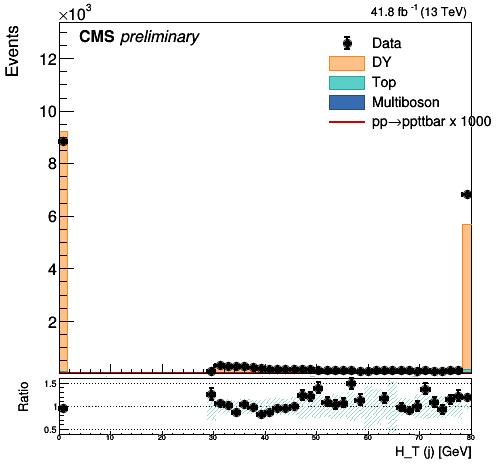 ×10³
41.8 fb⁻¹ (13 TeV)
CMS preliminary
Events
12
10
8
6
4
2
Data
DY
Top
Multiboson
pp→ppttbar x 1000
Ratio
1.5
1
0.5
0 10 20 30 40 50 60 70 80
H_T (j) [GeV]